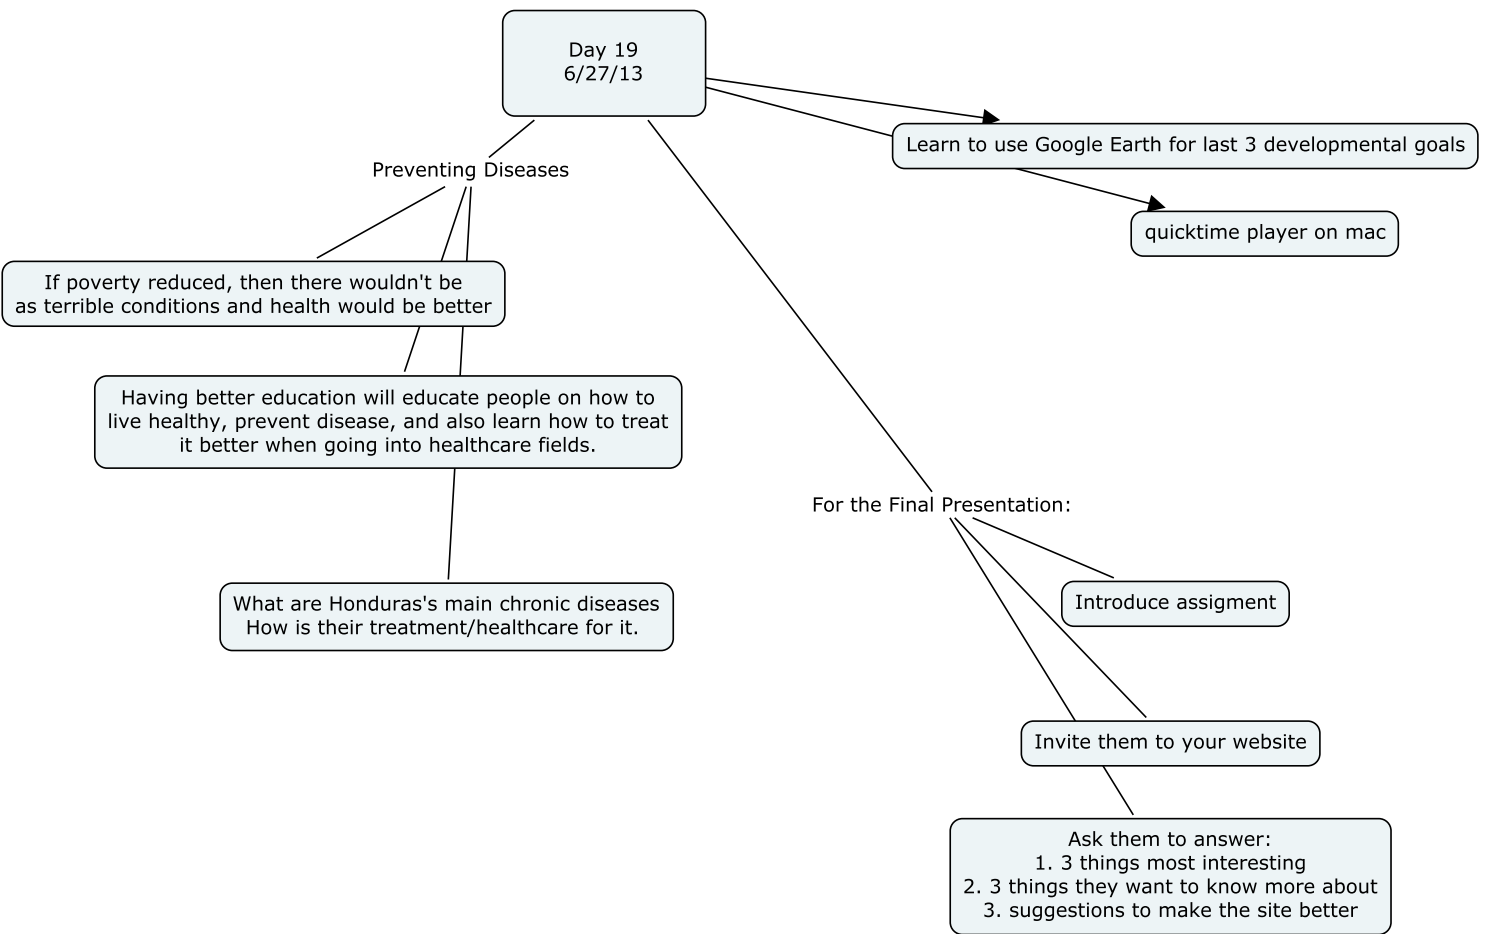 Day 19
6/27/13
Learn to use Google Earth for last 3 developmental goals
Preventing Diseases
quicktime player on mac
If poverty reduced, then there wouldn't be
as terrible conditions and health would be better
Having better education will educate people on how to
live healthy, prevent disease, and also learn how to treat
it better when going into healthcare fields.
For the Final Presentation:
What are Honduras's main chronic diseases
How is their treatment/healthcare for it.
Introduce assigment
Invite them to your website
Ask them to answer:
1. 3 things most interesting
2. 3 things they want to know more about
3. suggestions to make the site better